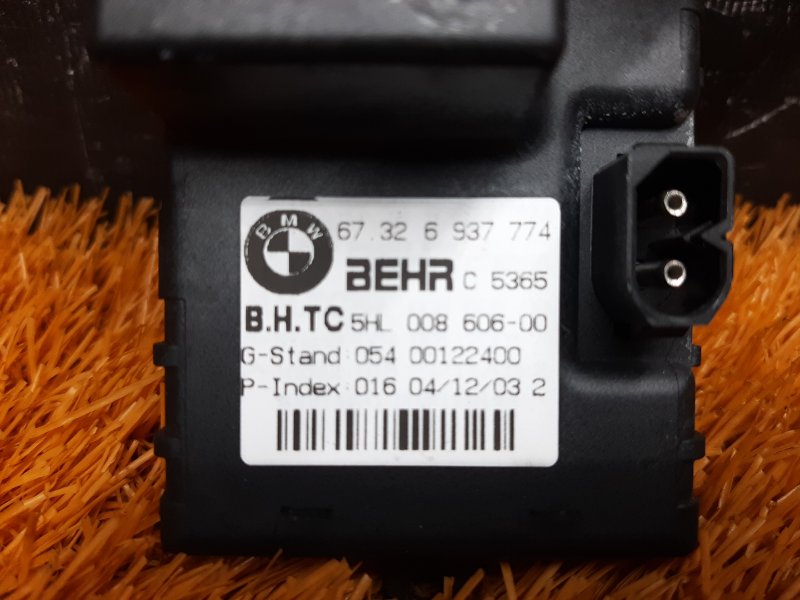 BMW 67.32 6 937 774
BEHR C 5365
B.H.TC 5HL 008 606-00
G-Stand:054 00122400
P-Index:016 04/12/03 2